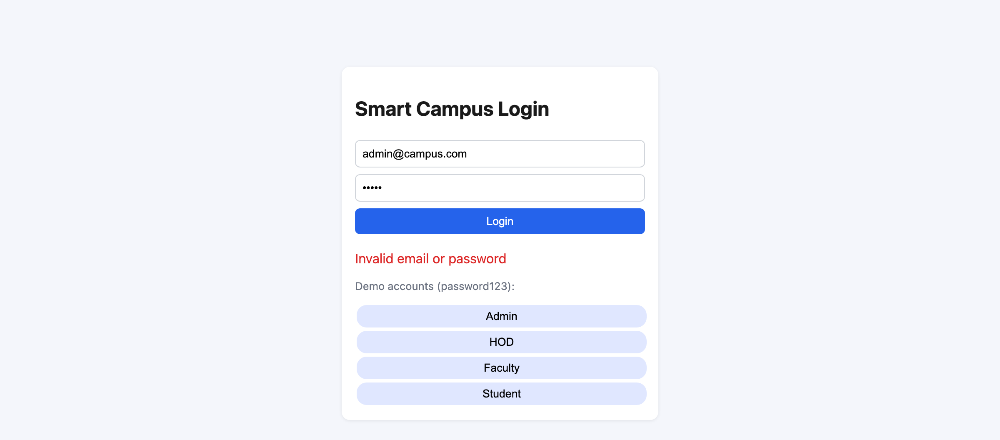 Smart Campus Login
admin@campus.com
•••••
Login
Invalid email or password
Demo accounts (password123):
Admin
HOD
Faculty
Student